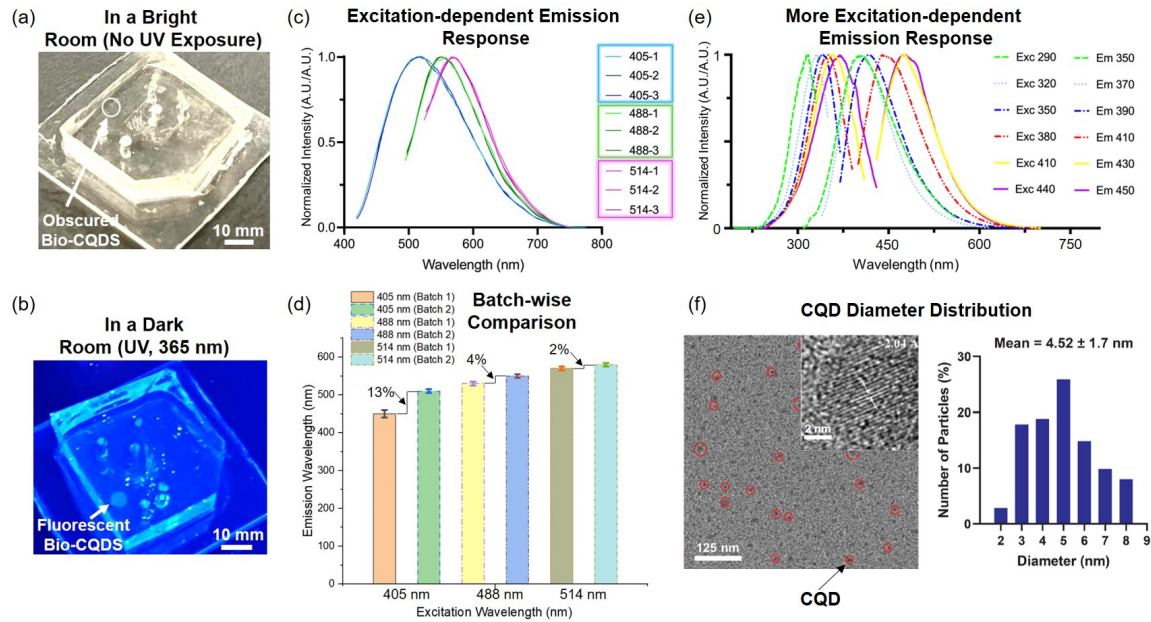 (a)
In a Bright
Room (No UV Exposure)
Obscured
Bio-CQDS
10 mm
(b)
In a Dark
Room (UV, 365 nm)
Fluorescent
Bio-CQDS
10 mm
(c)
Excitation-dependent Emission
Response
Normalized Intensity (A.U./A.U.)
1.0
0.5
0.0
400
500
600
700
800
Wavelength (nm)
405-1
405-2
405-3
488-1
488-2
488-3
514-1
514-2
514-3
(d)
Batch-wise
Comparison
405 nm (Batch 1)
405 nm (Batch 2)
488 nm (Batch 1)
488 nm (Batch 2)
514 nm (Batch 1)
514 nm (Batch 2)
13%
4%
2%
Emission Wavelength (nm)
600
500
400
300
200
100
0
405 nm
488 nm
514 nm
Excitation Wavelength (nm)
(e)
More Excitation-dependent
Emission Response
Normalized Intensity (A.U./A.U.)
1.0
0.5
0.0
300
450
600
750
Wavelength (nm)
Exc 290
Exc 320
Exc 350
Exc 380
Exc 410
Exc 440
Em 350
Em 370
Em 390
Em 410
Em 430
Em 450
(f)
CQD Diameter Distribution
2 nm
125 nm
CQD
Mean = 4.52 ± 1.7 nm
Number of Particles (%)
30
20
10
0
2 3 4 5 6 7 8 9
Diameter (nm)